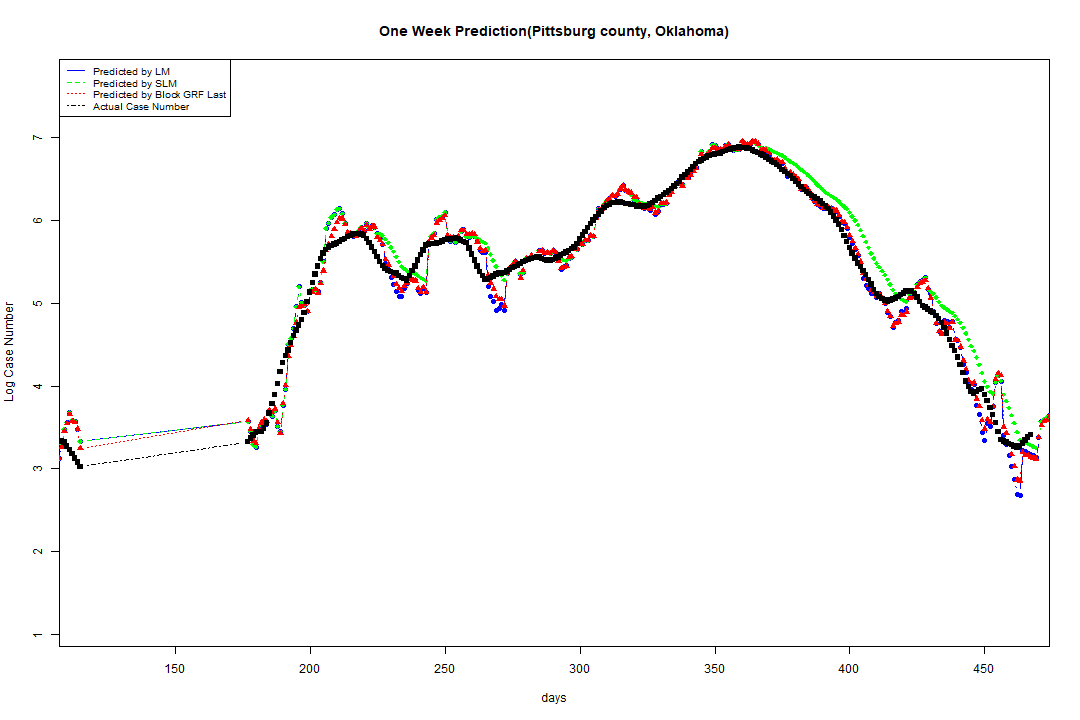 One Week Prediction(Pittsburg county, Oklahoma)
Predicted by LM
Predicted by SLM
Predicted by Block GRF Last
Actual Case Number
7
6
5
4
3
2
1
Log Case Number
150 200 250 300 350 400 450
days